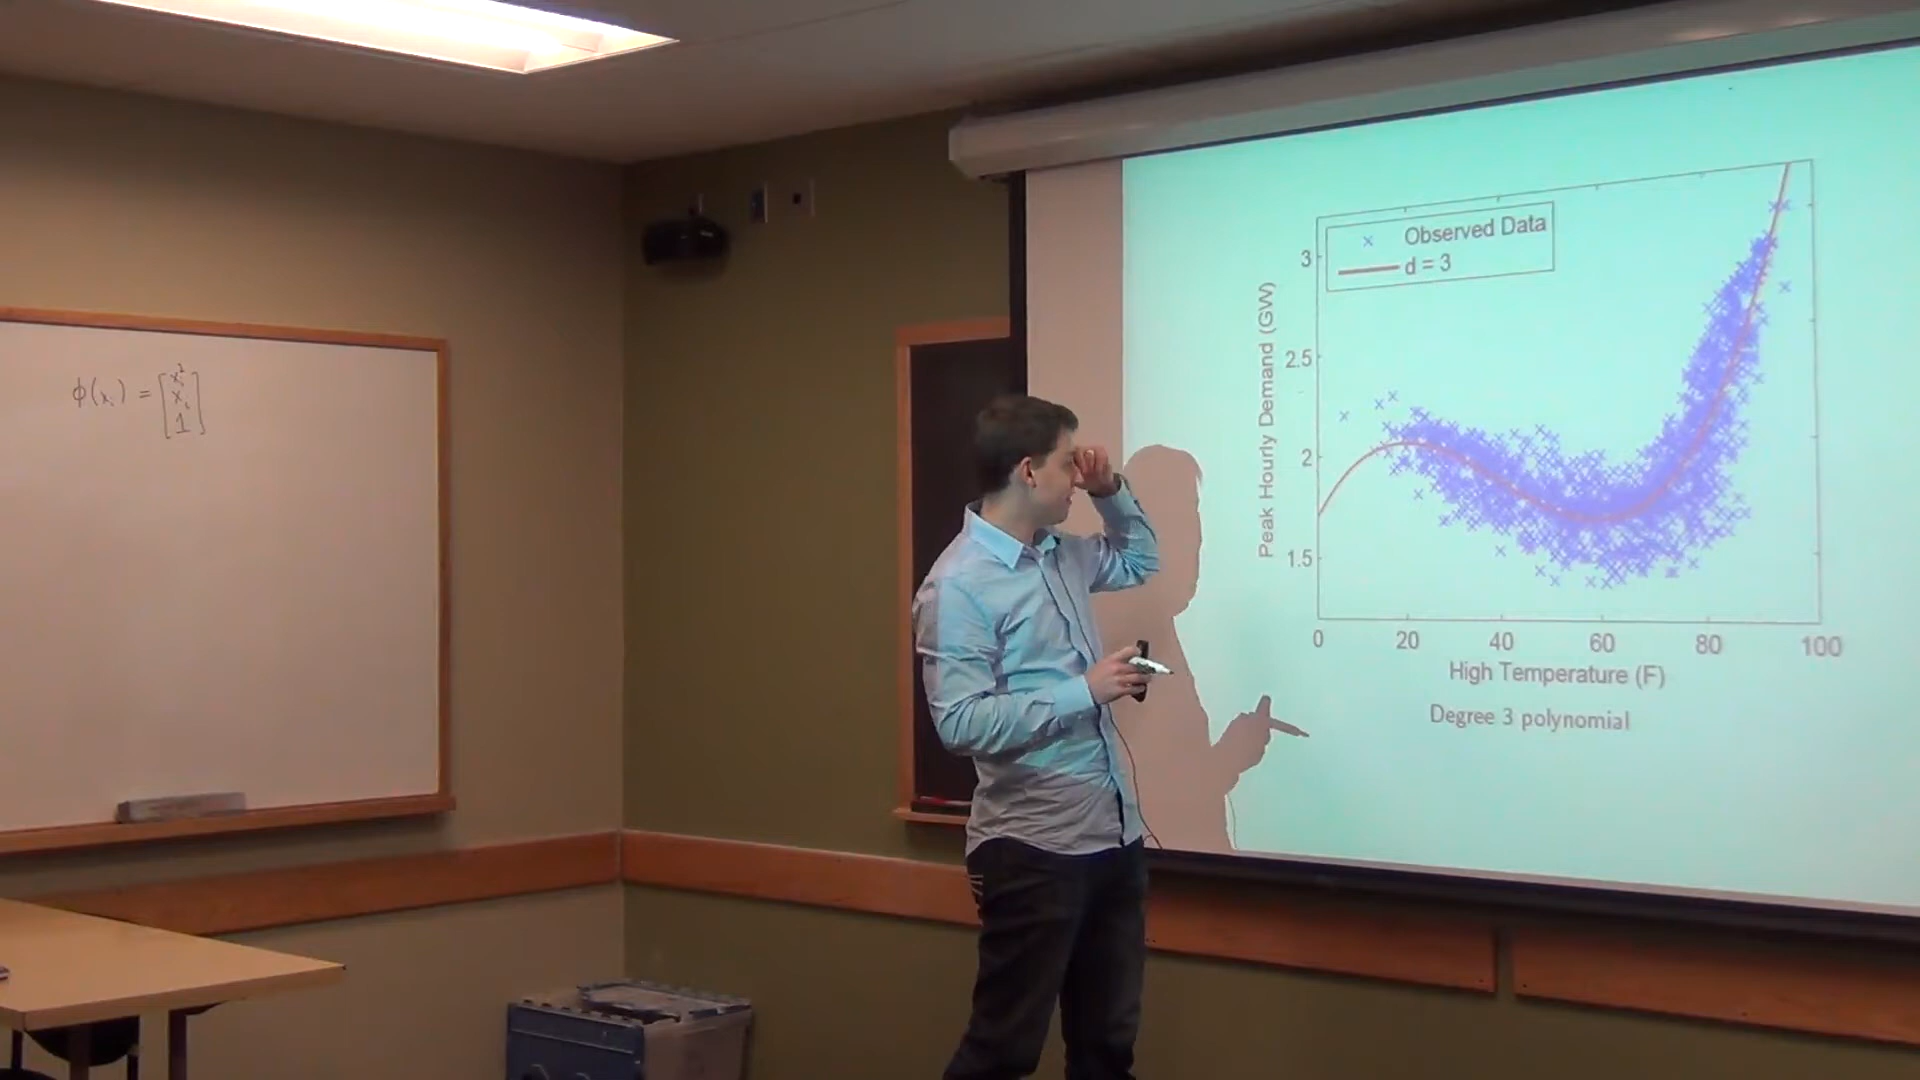 ϕ(xᵢ) = [xᵢ² xᵢ 1]
Observed Data
d = 3
Peak Hourly Demand (GW)
3
2.5
2
1.5
0 20 40 60 80 100
High Temperature (F)
Degree 3 polynomial